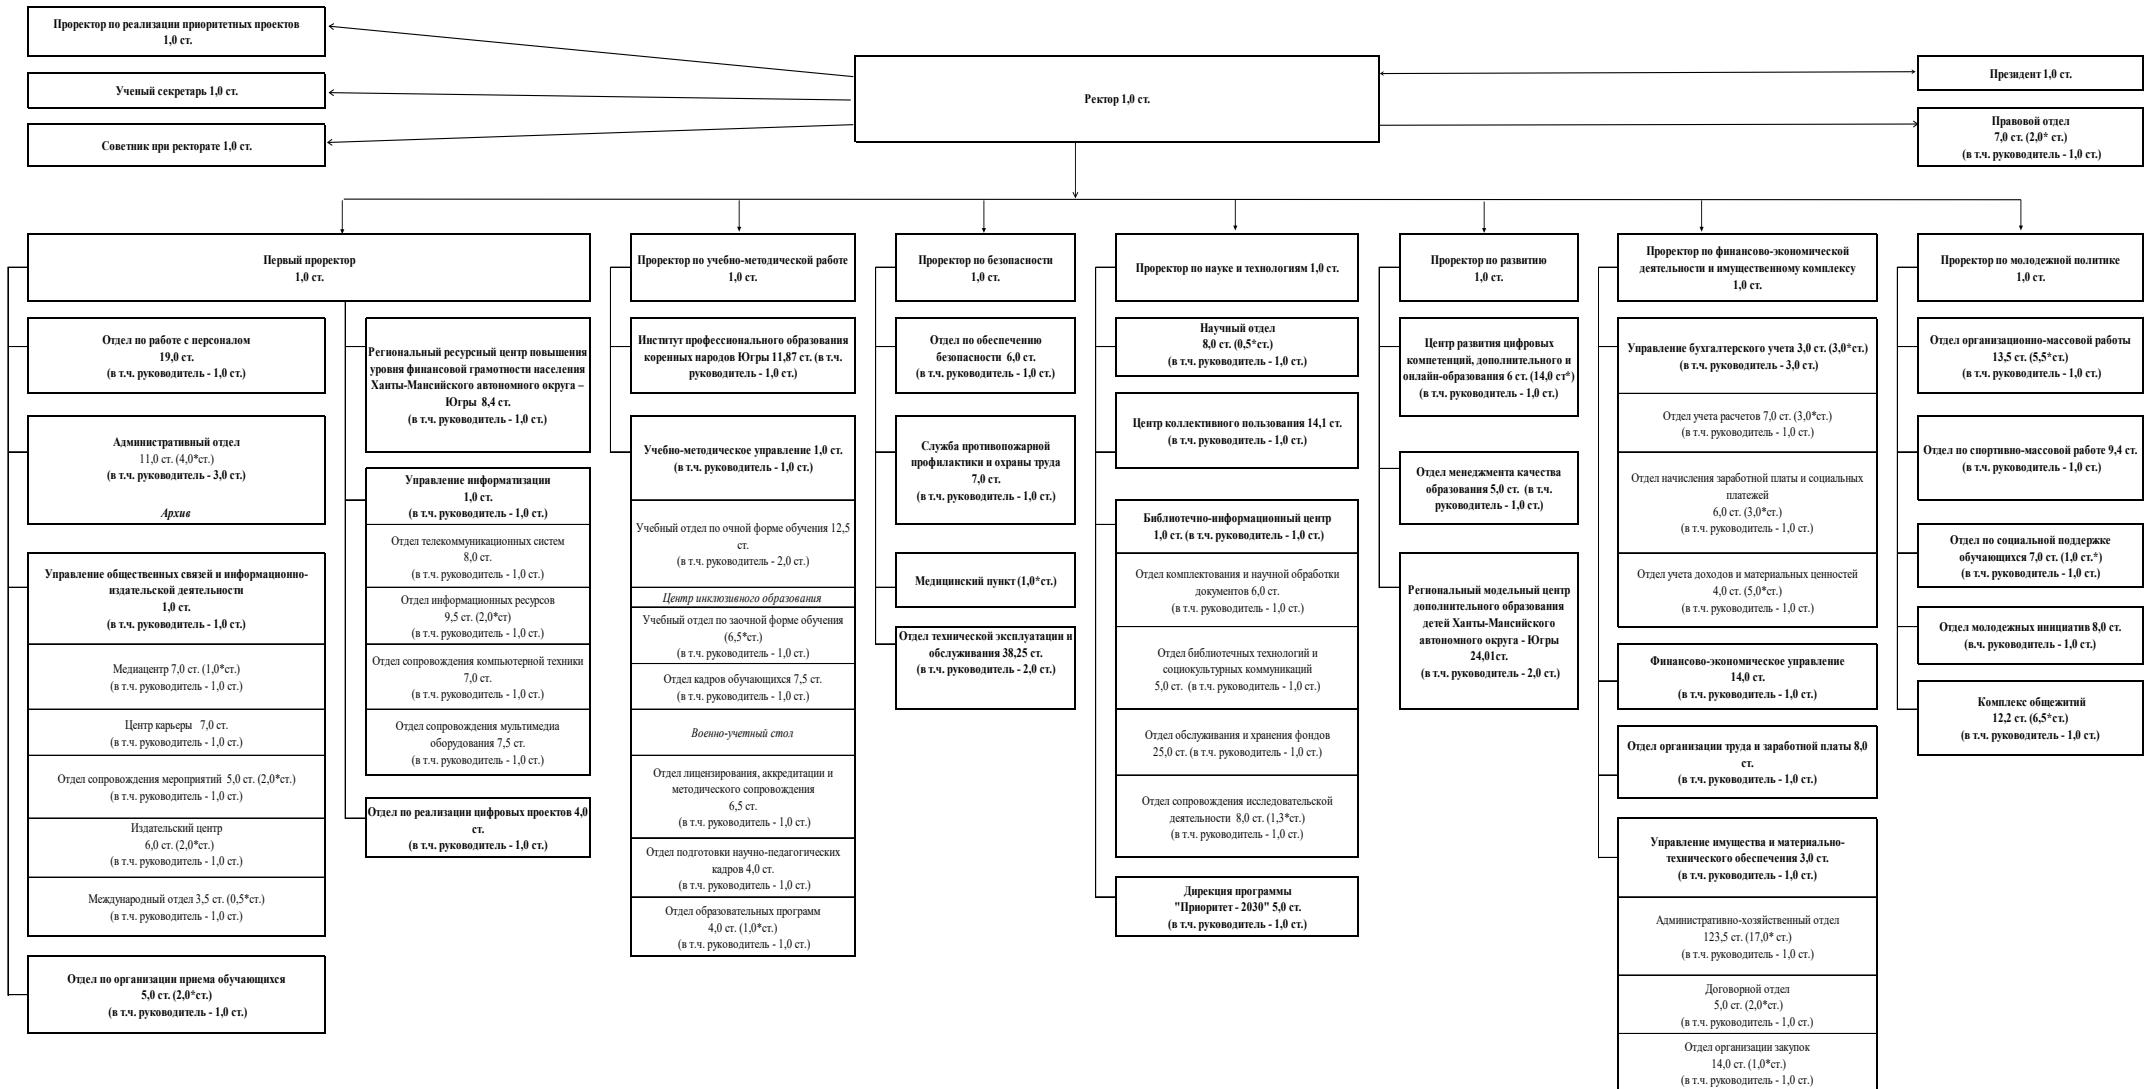 Проректор по реализации приоритетных проектов
1,0 ст.
Ученый секретарь 1,0 ст.
Советник при ректорате 1,0 ст.
Ректор 1,0 ст.
Президент 1,0 ст.
Правовой отдел
7,0 ст. (2,0* ст.)
(в т.ч. руководитель - 1,0 ст.)
Первый проректор
1,0 ст.
Отдел по работе с персоналом
19,0 ст.
(в т.ч. руководитель - 1,0 ст.)
Административный отдел
11,0 ст. (4,0*ст.)
(в т.ч. руководитель - 3,0 ст.)
Архив
Управление общественных связей и информационно-
издательской деятельности
1,0 ст.
(в т.ч. руководитель - 1,0 ст.)
Медиацентр 7,0 ст. (1,0*ст.)
(в т.ч. руководитель - 1,0 ст.)
Центр карьеры 7,0 ст.
(в т.ч. руководитель - 1,0 ст.)
Отдел сопровождения мероприятий 5,0 ст. (2,0*ст.)
(в т.ч. руководитель - 1,0 ст.)
Издательский центр
6,0 ст. (2,0*ст.)
(в т.ч. руководитель - 1,0 ст.)
Международный отдел 3,5 ст. (0,5*ст.)
(в т.ч. руководитель - 1,0 ст.)
Отдел по организации приема обучающихся
5,0 ст. (2,0*ст.)
(в т.ч. руководитель - 1,0 ст.)
Региональный ресурсный центр повышения
уровня финансовой грамотности населения
Ханты-Мансийского автономного округа –
Югры 8,4 ст.
(в т.ч. руководитель - 1,0 ст.)
Управление информатизации
1,0 ст.
(в т.ч. руководитель - 1,0 ст.)
Отдел телекоммуникационных систем
8,0 ст.
(в т.ч. руководитель - 1,0 ст.)
Отдел информационных ресурсов
9,5 ст. (2,0*ст)
(в т.ч. руководитель - 1,0 ст.)
Отдел сопровождения компьютерной техники
7,0 ст.
(в т.ч. руководитель - 1,0 ст.)
Отдел сопровождения мультимедиа
оборудования 7,5 ст.
(в т.ч. руководитель - 1,0 ст.)
Отдел по реализации цифровых проектов 4,0
ст.
(в т.ч. руководитель - 1,0 ст.)
Проректор по учебно-методической работе
1,0 ст.
Институт профессионального образования
коренных народов Югры 11,87 ст. (в т.ч.
руководитель - 1,0 ст.)
Учебно-методическое управление 1,0 ст.
(в т.ч. руководитель - 1,0 ст.)
Учебный отдел по очной форме обучения 12,5
ст.
(в т.ч. руководитель - 2,0 ст.)
Центр инклюзивного образования
Учебный отдел по заочной форме обучения
(6,5*ст.)
(в т.ч. руководитель - 1,0 ст.)
Отдел кадров обучающихся 7,5 ст.
(в т.ч. руководитель - 1,0 ст.)
Военно-учетный стол
Отдел лицензирования, аккредитации и
методического сопровождения
6,5 ст.
(в т.ч. руководитель - 1,0 ст.)
Отдел подготовки научно-педагогических
кадров 4,0 ст.
(в т.ч. руководитель - 1,0 ст.)
Отдел образовательных программ
4,0 ст. (1,0*ст.)
(в т.ч. руководитель - 1,0 ст.)
Проректор по безопасности
1,0 ст.
Отдел по обеспечению
безопасности 6,0 ст.
(в т.ч. руководитель - 1,0 ст.)
Служба противопожарной
профилактики и охраны труда
7,0 ст.
(в т.ч. руководитель - 1,0 ст.)
Медицинский пункт (1,0*ст.)
Отдел технической эксплуатации и
обслуживания 38,25 ст.
(в т.ч. руководитель - 2,0 ст.)
Проректор по науке и технологиям 1,0 ст.
Научный отдел
8,0 ст. (0,5*ст.)
(в т.ч. руководитель - 1,0 ст.)
Центр коллективного пользования 14,1 ст.
(в т.ч. руководитель - 1,0 ст.)
Библиотечно-информационный центр
1,0 ст. (в т.ч. руководитель - 1,0 ст.)
Отдел комплектования и научной обработки
документов 6,0 ст.
(в т.ч. руководитель - 1,0 ст.)
Отдел библиотечных технологий и
социокультурных коммуникаций
5,0 ст. (в т.ч. руководитель - 1,0 ст.)
Отдел обслуживания и хранения фондов
25,0 ст. (в т.ч. руководитель - 1,0 ст.)
Отдел сопровождения исследовательской
деятельности 8,0 ст. (1,3*ст.)
(в т.ч. руководитель - 1,0 ст.)
Дирекция программы
"Приоритет - 2030" 5,0 ст.
(в т.ч. руководитель - 1,0 ст.)
Проректор по развитию
1,0 ст.
Центр развития цифровых
компетенций, дополнительного и
онлайн-образования 6 ст. (14,0 ст*)
(в т.ч. руководитель - 1,0 ст.)
Отдел менеджмента качества
образования 5,0 ст. (в т.ч.
руководитель - 1,0 ст.)
Региональный модельный центр
дополнительного образования
детей Ханты-Мансийского
автономного округа - Югры
24,01ст.
(в т.ч. руководитель - 2,0 ст.)
Проректор по финансово-экономической
деятельности и имущественному комплексу
1,0 ст.
Управление бухгалтерского учета 3,0 ст. (3,0*ст.)
(в т.ч. руководитель - 3,0 ст.)
Отдел учета расчетов 7,0 ст. (3,0*ст.)
(в т.ч. руководитель - 1,0 ст.)
Отдел начисления заработной платы и социальных
платежей
6,0 ст. (3,0*ст.)
(в т.ч. руководитель - 1,0 ст.)
Отдел учета доходов и материальных ценностей
4,0 ст. (5,0*ст.)
(в т.ч. руководитель - 1,0 ст.)
Финансово-экономическое управление
14,0 ст.
(в т.ч. руководитель - 1,0 ст.)
Отдел организации труда и заработной платы 8,0
ст.
(в т.ч. руководитель - 1,0 ст.)
Управление имущества и материально-
технического обеспечения 3,0 ст.
(в т.ч. руководитель - 1,0 ст.)
Административно-хозяйственный отдел
123,5 ст. (17,0* ст.)
(в т.ч. руководитель - 1,0 ст.)
Договорной отдел
5,0 ст. (2,0*ст.)
(в т.ч. руководитель - 1,0 ст.)
Отдел организации закупок
14,0 ст. (1,0*ст.)
(в т.ч. руководитель - 1,0 ст.)
Проректор по молодежной политике
1,0 ст.
Отдел организационно-массовой работы
13,5 ст. (5,5*ст.)
(в т.ч. руководитель - 1,0 ст.)
Отдел по спортивно-массовой работе 9,4 ст.
(в т.ч. руководитель - 1,0 ст.)
Отдел по социальной поддержке
обучающихся 7,0 ст. (1,0 ст.*)
(в т.ч. руководитель - 1,0 ст.)
Отдел молодежных инициатив 8,0 ст.
(в.ч. руководитель - 1,0 ст.)
Комплекс общежитий
12,2 ст. (6,5*ст.)
(в т.ч. руководитель - 1,0 ст.)